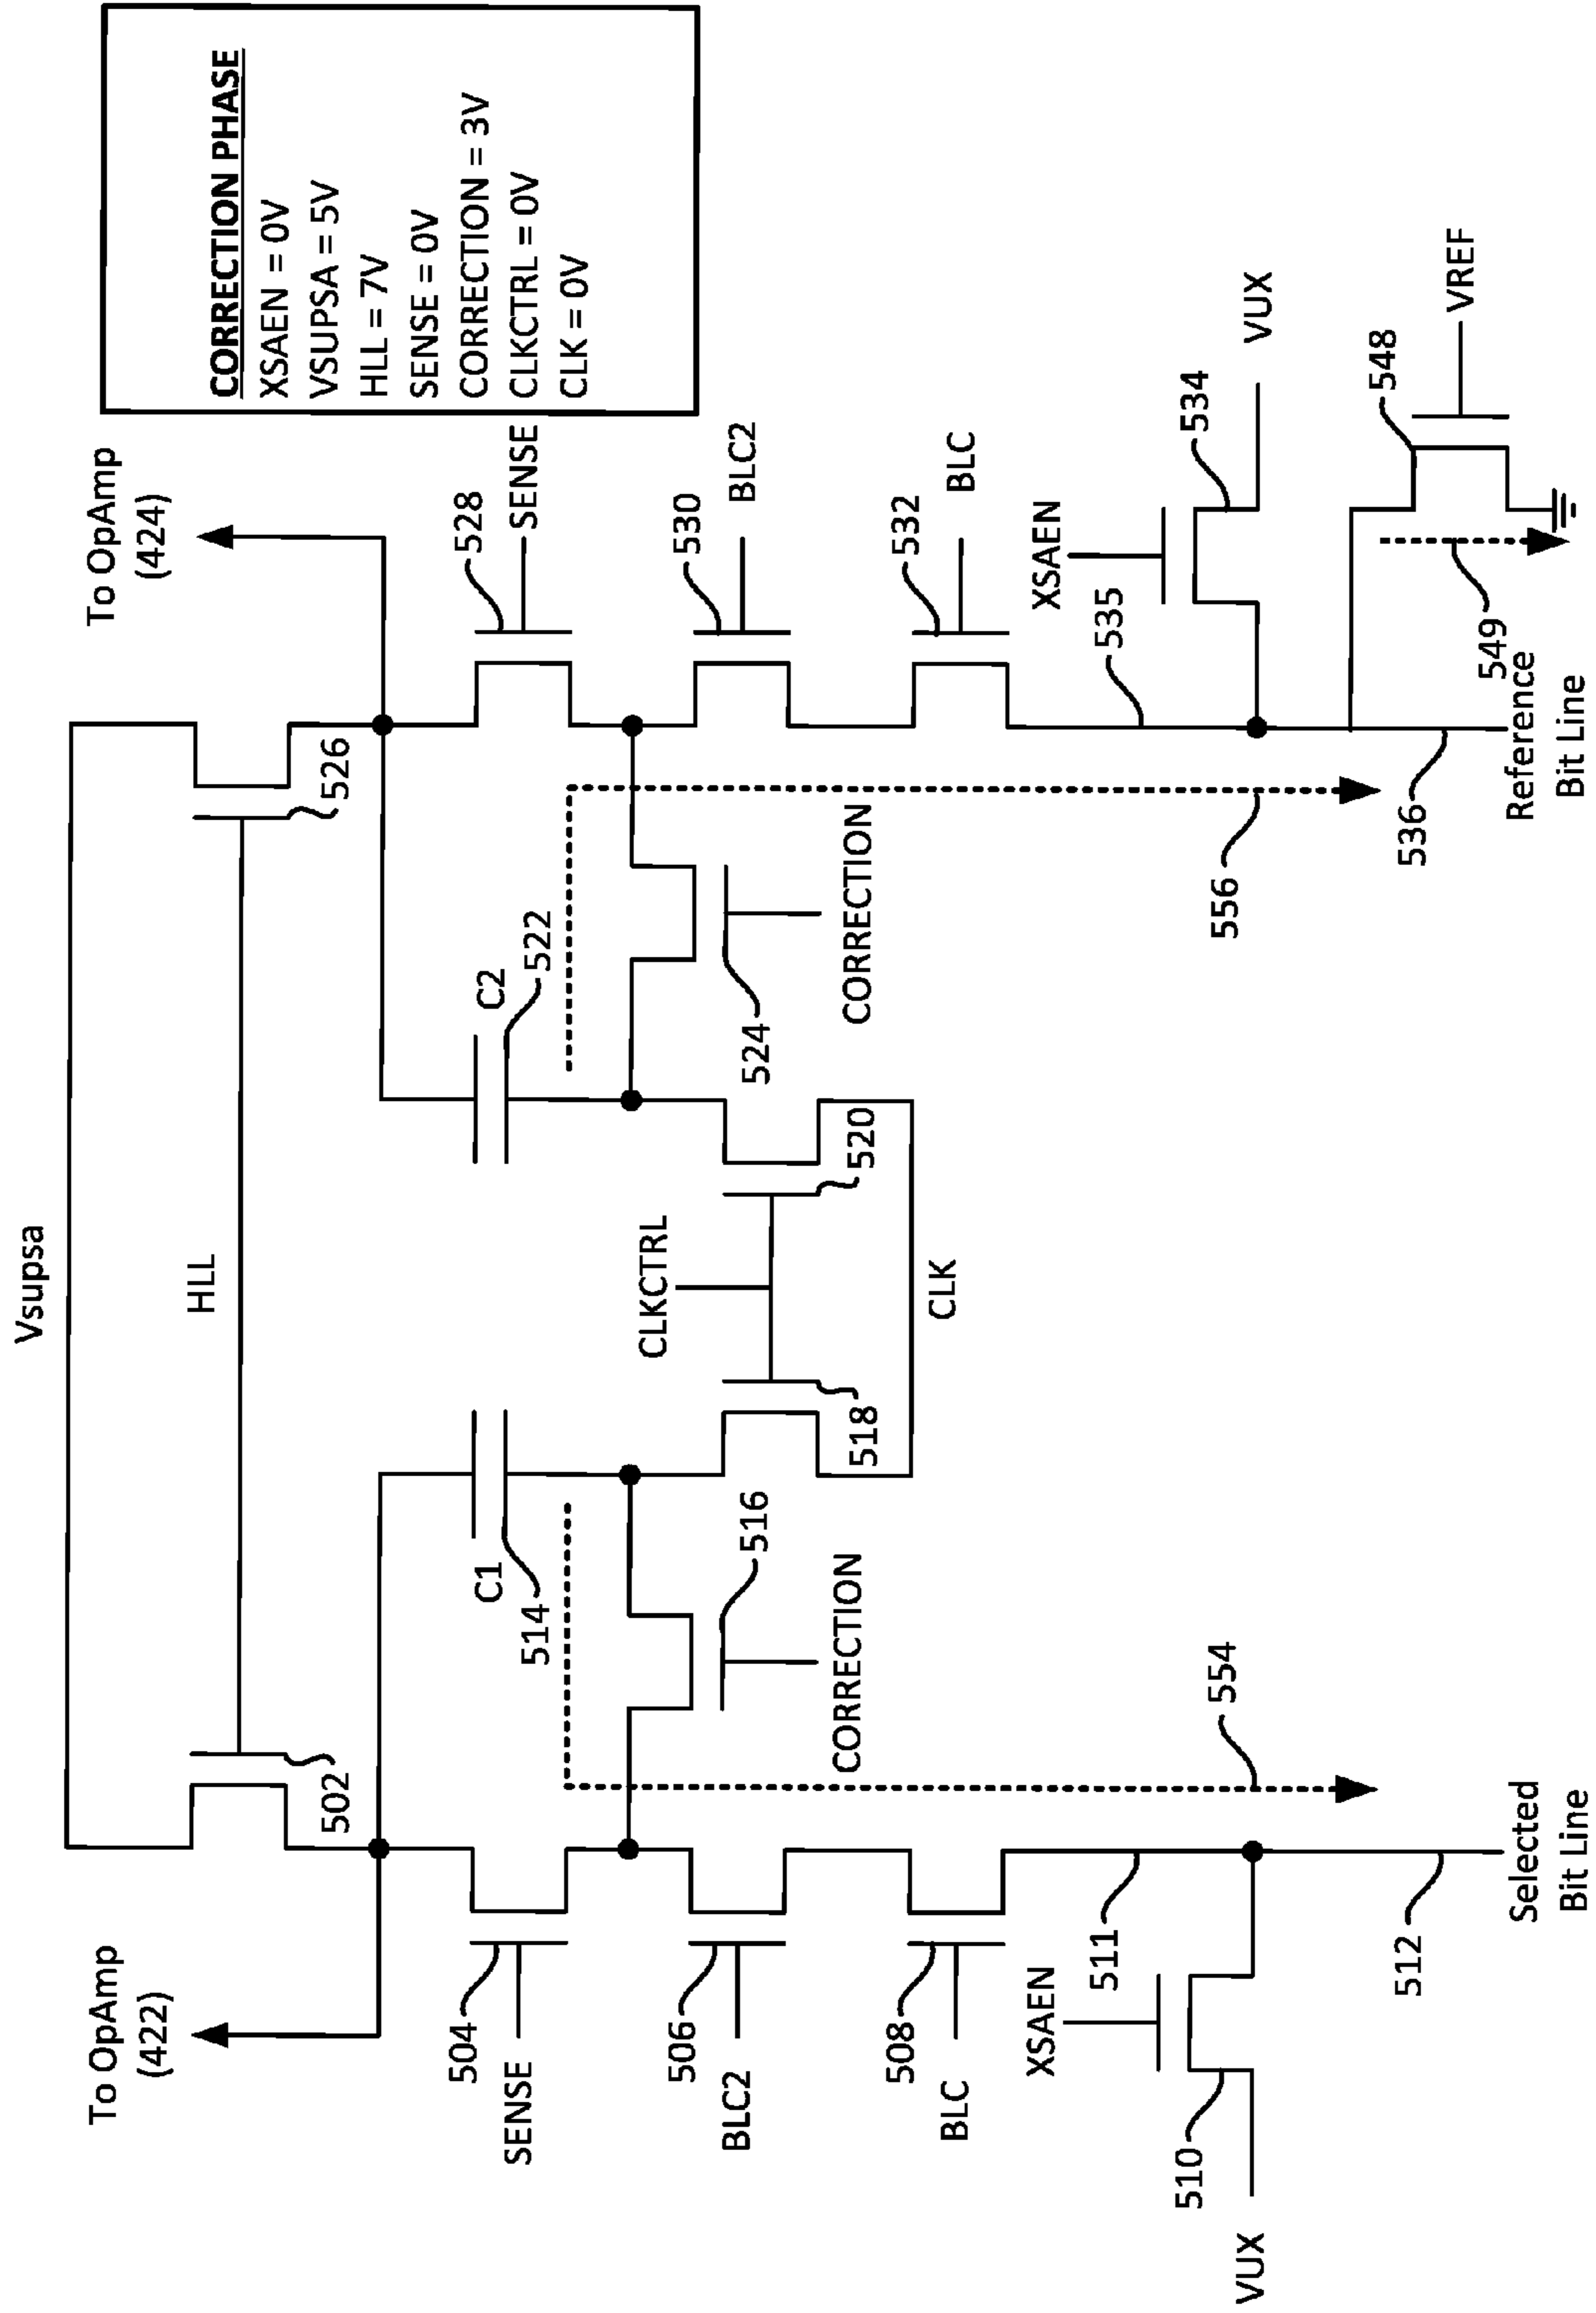 Vsupsa
HLL
To OpAmp
(422)
To OpAmp
(424)
CORRECTION PHASE
XSAEN = 0V
VSUPSA = 5V
HLL = 7V
SENSE = 0V
CORRECTION = 3V
CLKCTRL = 0V
CLK = 0V
502
526
504
SENSE
C1
514
C2
522
528
SENSE
506
BLC2
516
CORRECTION
CLKCTRL
518
520
CLK
524
CORRECTION
530
BLC2
508
BLC
532
BLC
XSAEN
511
510
VUX
554
512
Selected
Bit Line
XSAEN
535
534
VUX
556
536
548
VREF
549
Reference
Bit Line